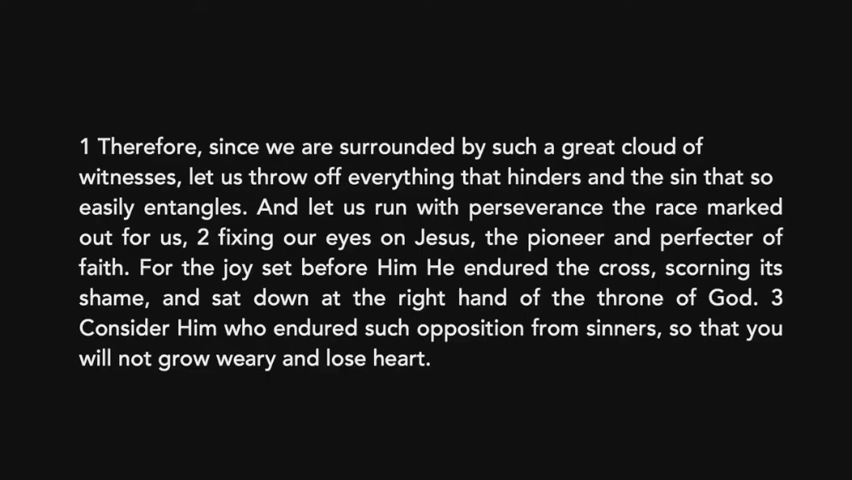 1 Therefore, since we are surrounded by such a great cloud of
witnesses, let us throw off everything that hinders and the sin that so
easily entangles. And let us run with perseverance the race marked
out for us, 2 fixing our eyes on Jesus, the pioneer and perfecter of
faith. For the joy set before Him He endured the cross, scorning its
shame, and sat down at the right hand of the throne of God. 3
Consider Him who endured such opposition from sinners, so that you
will not grow weary and lose heart.